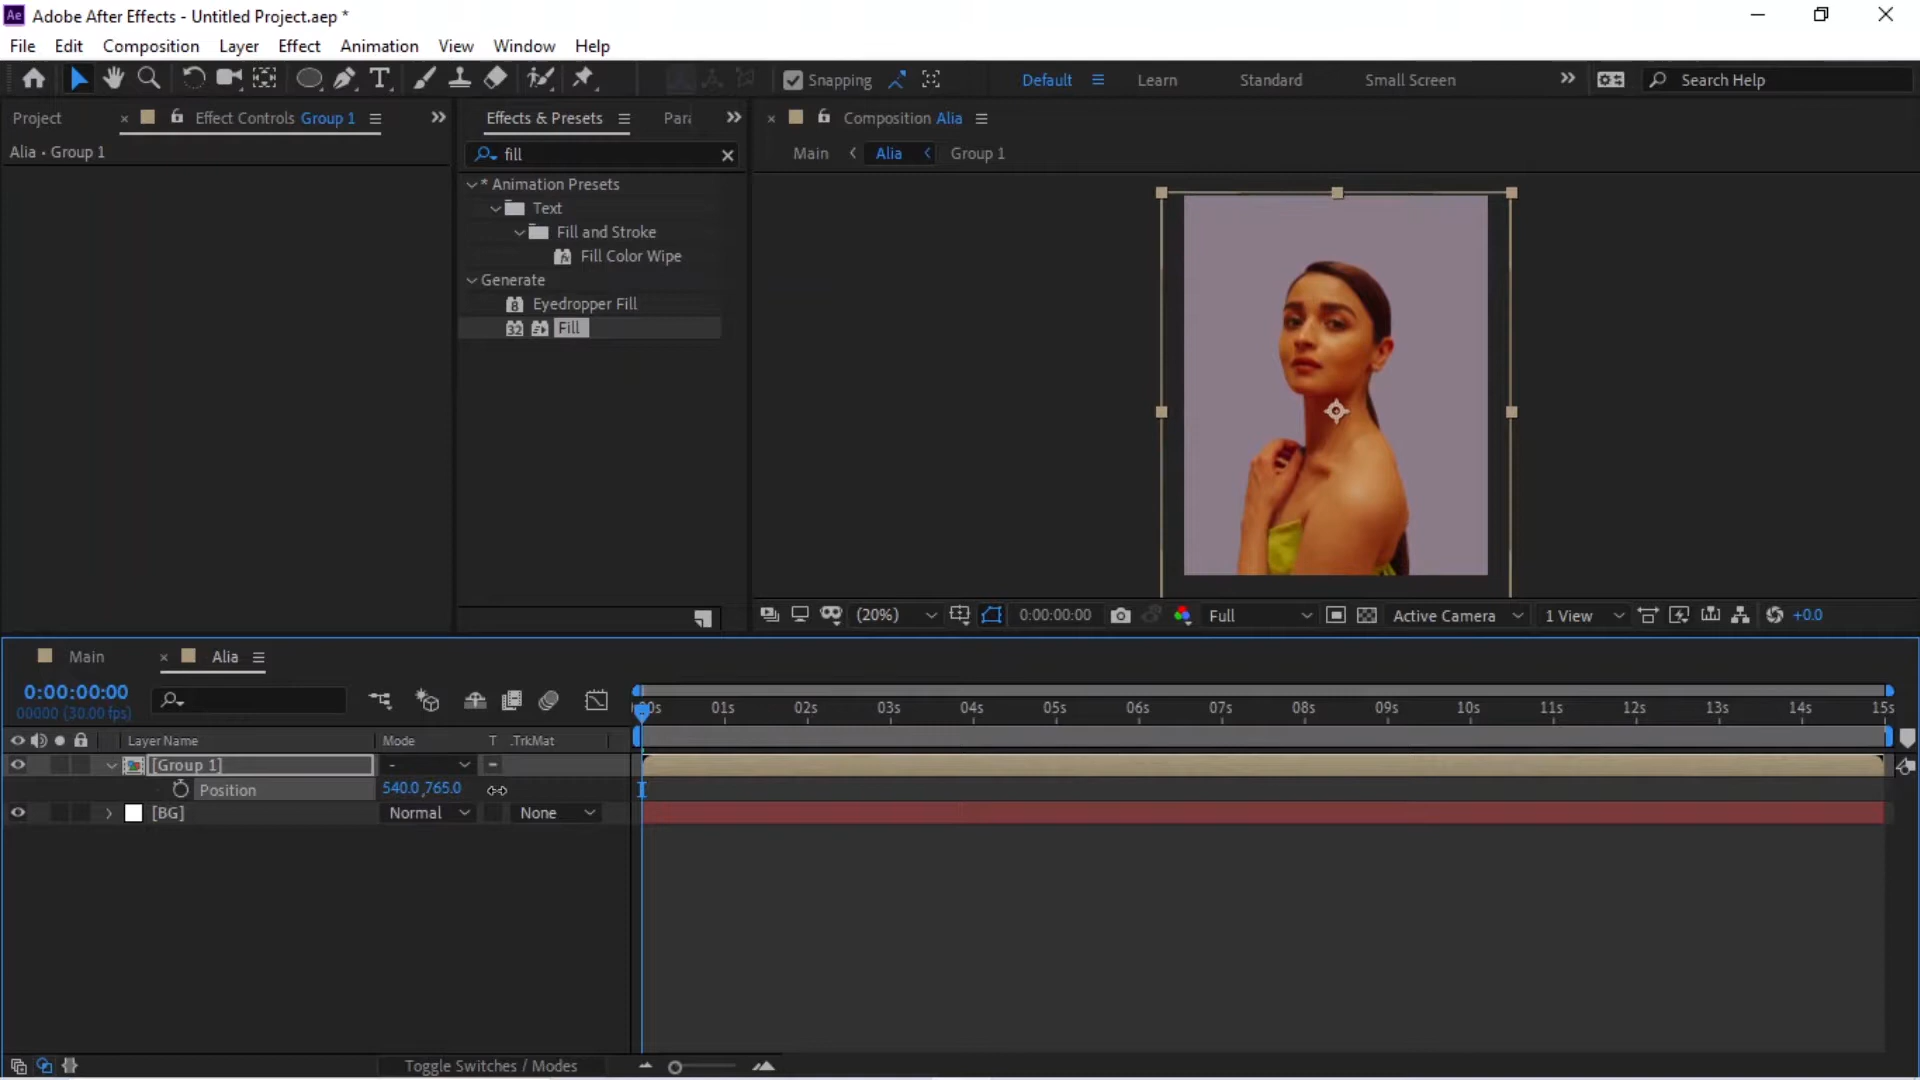 Adobe After Effects - Untitled Project.aep *
File Edit Composition Layer Effect Animation View Window Help
Snapping Default Learn Standard Small Screen Search Help
Project Effect Controls Group 1
Alia • Group 1
Effects & Presets
fill
* Animation Presets
Text
Fill and Stroke
Fill Color Wipe
Generate
Eyedropper Fill
Fill
Composition Alia
Main Alia Group 1
(20%) 0:00:00:00 Full Active Camera 1 View +0.0
Main Alia
0:00:00:00
00000 (30.00 fps)
01s 02s 03s 04s 05s 06s 07s 08s 09s 10s 11s 12s 13s 14s 15s
Layer Name Mode T .TrkMat
[Group 1] -
Position 540.0,765.0
[BG] Normal None
Toggle Switches / Modes